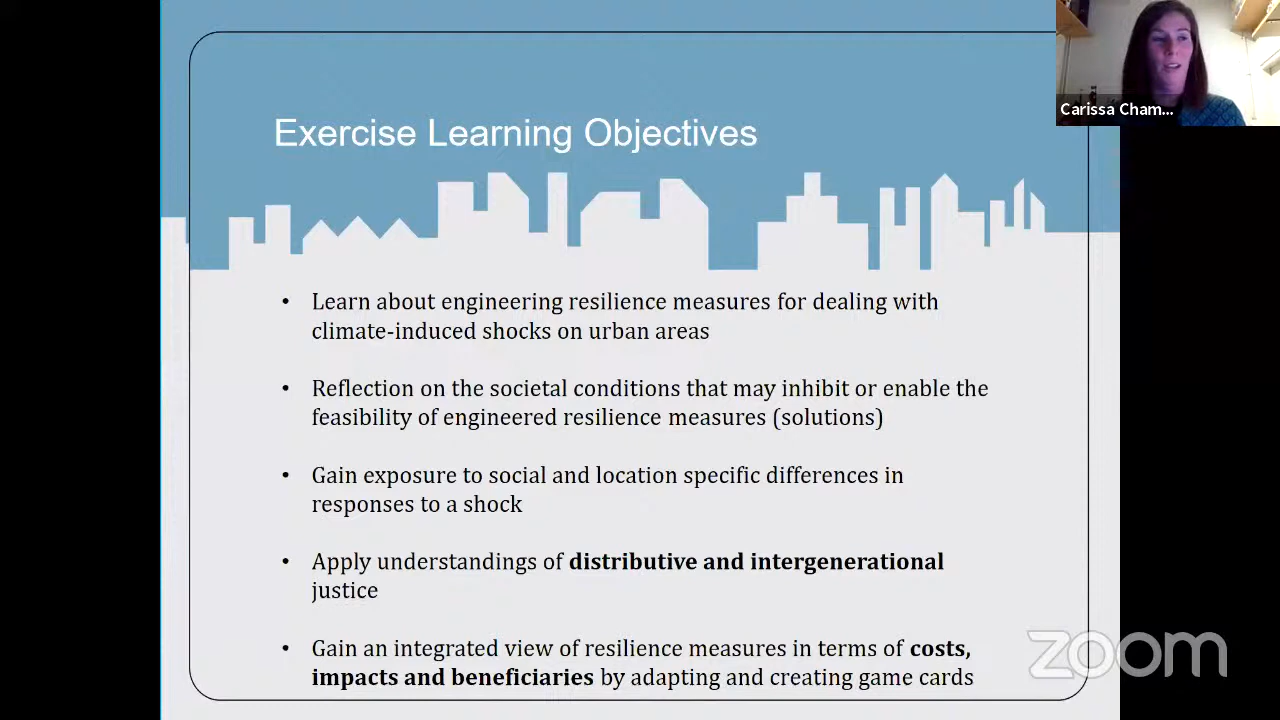 Carissa Cham...
Exercise Learning Objectives
• Learn about engineering resilience measures for dealing with
climate-induced shocks on urban areas
• Reflection on the societal conditions that may inhibit or enable the
feasibility of engineered resilience measures (solutions)
• Gain exposure to social and location specific differences in
responses to a shock
• Apply understandings of distributive and intergenerational
justice
• Gain an integrated view of resilience measures in terms of costs,
impacts and beneficiaries by adapting and creating game cards
zoom